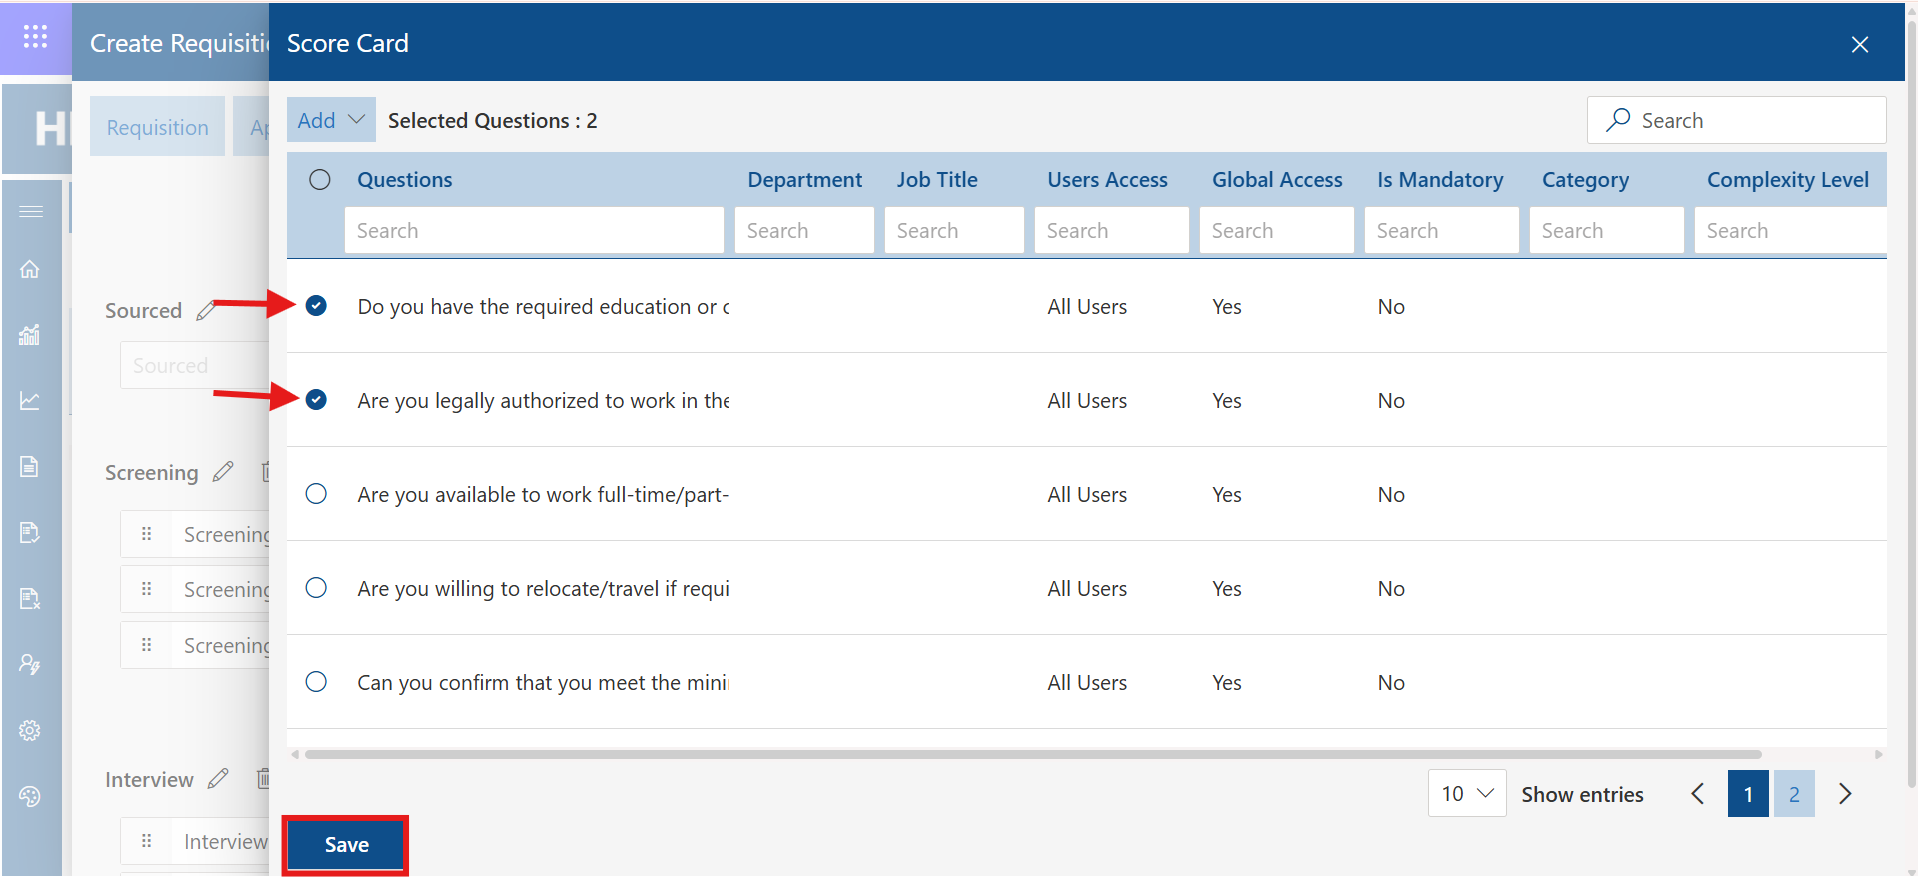 Create Requisitio
Score Card
H
Requisition
Ap
Add
Selected Questions : 2
Search
Questions
Department
Job Title
Users Access
Global Access
Is Mandatory
Category
Complexity Level
Search
Search
Search
Search
Search
Search
Search
Search
Sourced
Sourced
Screening
Screening
Screening
Screening
Interview
Interview
Do you have the required education or c
All Users
Yes
No
Are you legally authorized to work in the
All Users
Yes
No
Are you available to work full-time/part-
All Users
Yes
No
Are you willing to relocate/travel if requi
All Users
Yes
No
Can you confirm that you meet the mini
All Users
Yes
No
10
Show entries
1
2
Save